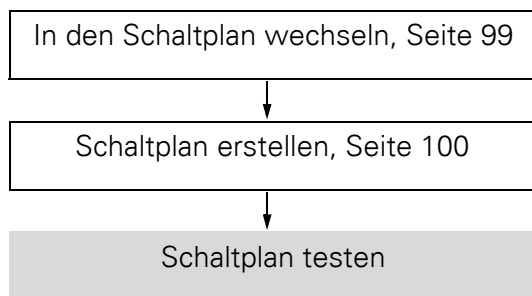 In den Schaltplan wechseln, Seite 99
Schaltplan erstellen, Seite 100
Schaltplan testen